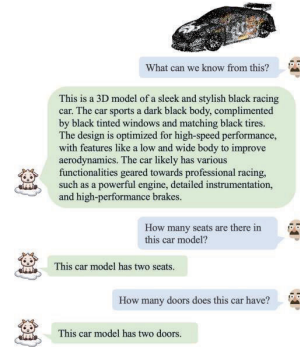 What can we know from this?
This is a 3D model of a sleek and stylish black racing
car. The car sports a dark black body, complimented
by black tinted windows and matching black tires.
The design is optimized for high-speed performance,
with features like a low and wide body to improve
aerodynamics. The car likely has various
functionalities geared towards professional racing,
such as a powerful engine, detailed instrumentation,
and high-performance brakes.
How many seats are there in
this car model?
This car model has two seats.
How many doors does this car have?
This car model has two doors.